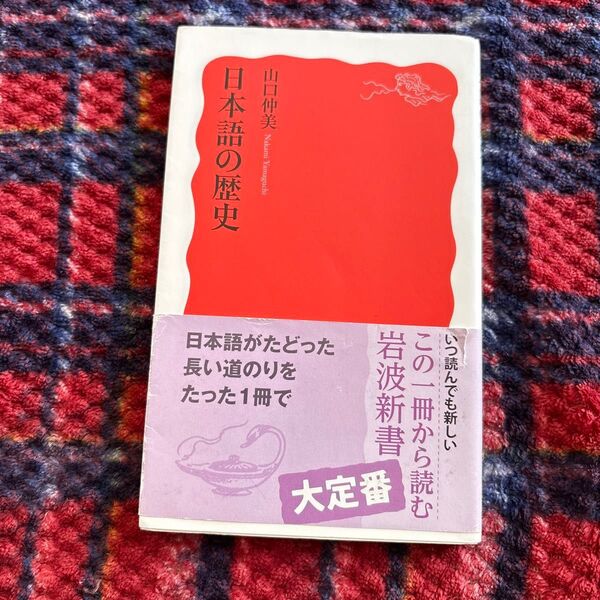 日本語の歴史
山口仲美
Nakami Yamaguchi
いつ読んでも新しい
この一冊から読む
岩波新書
大定番
日本語がたどった
長い道のりを
たった1冊で